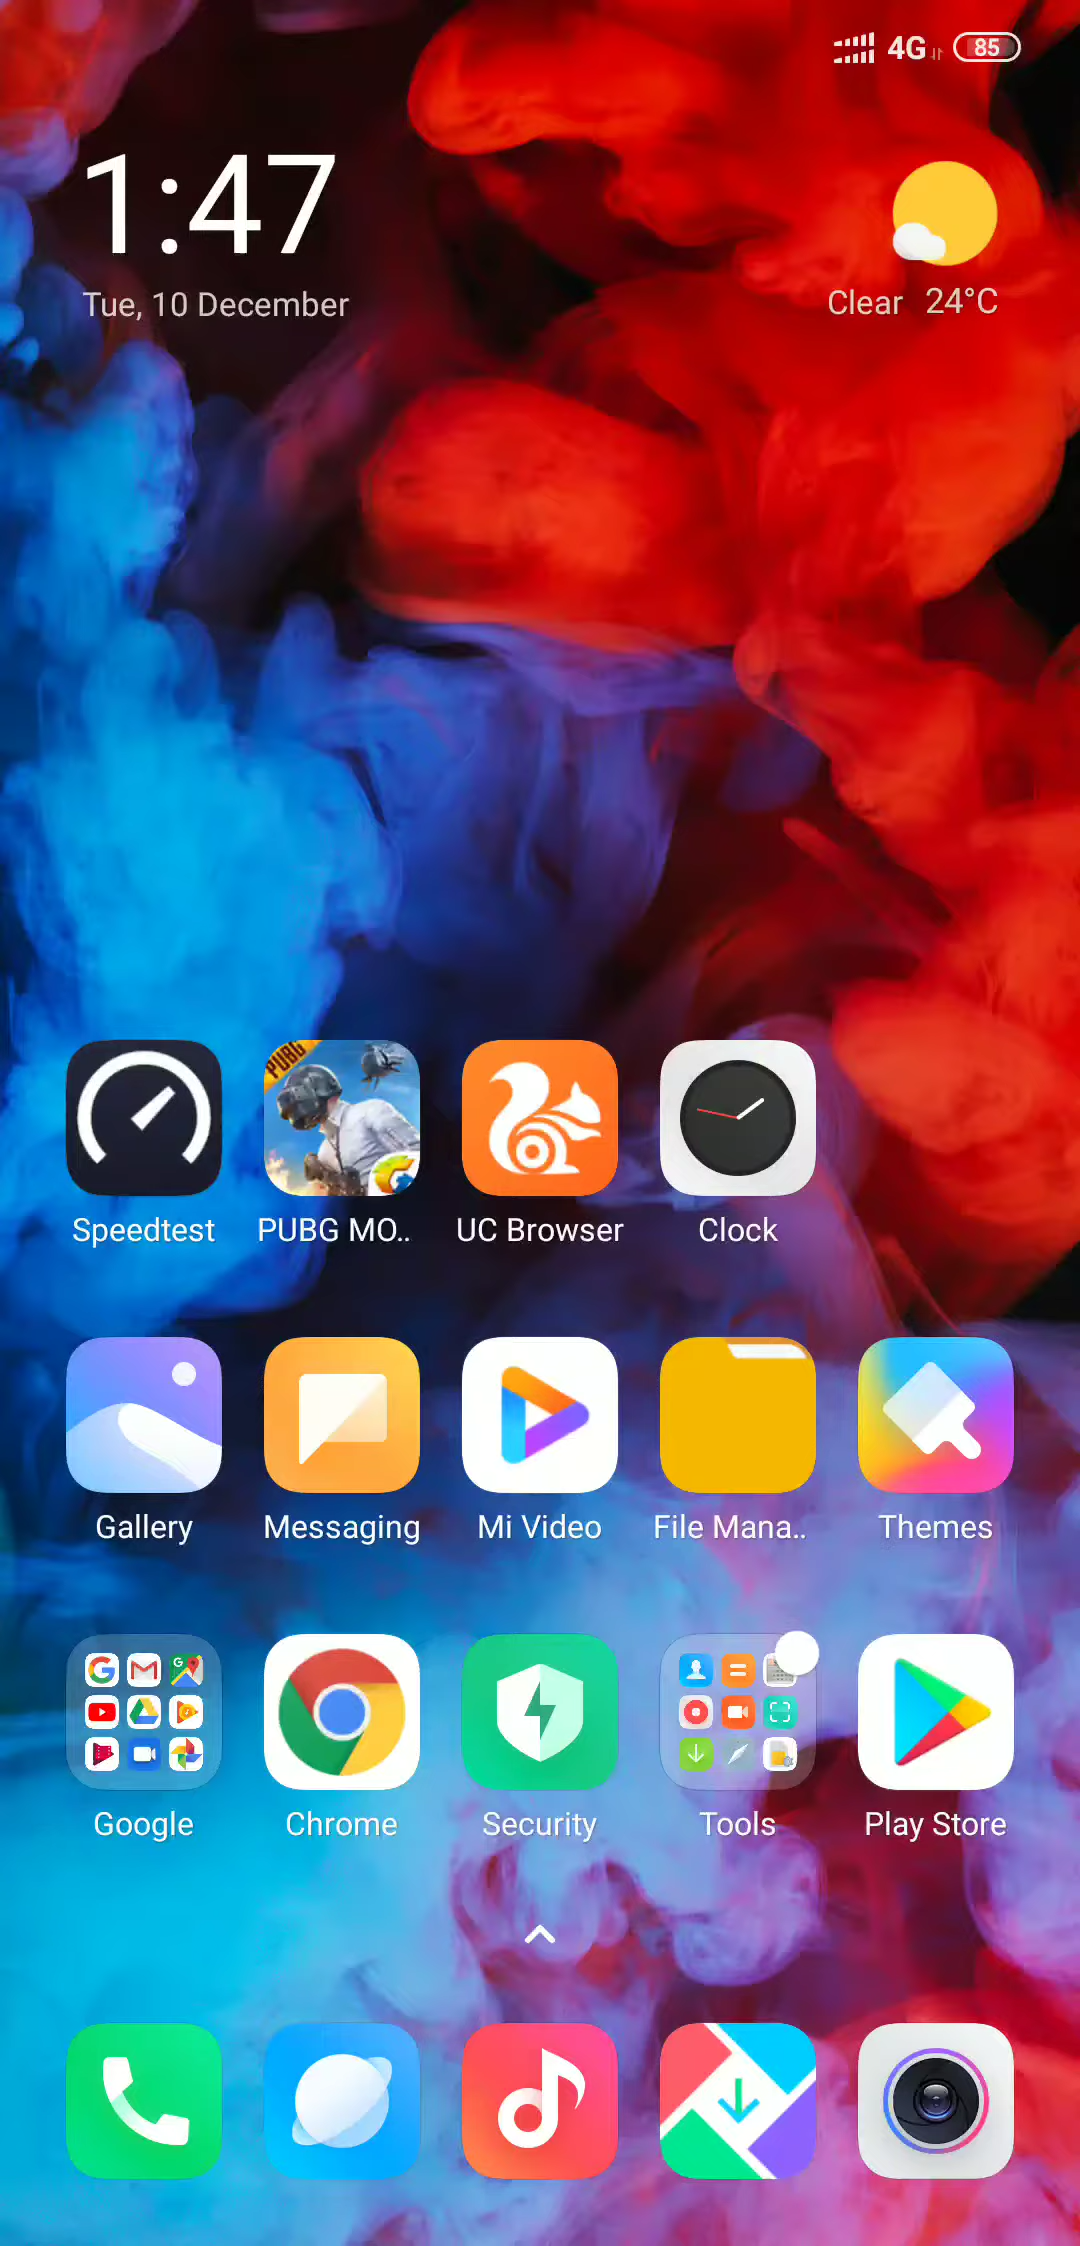 4G 85
1:47
Tue, 10 December
Clear 24°C
PUBG
Speedtest PUBG MO.. UC Browser Clock
Gallery Messaging Mi Video File Mana.. Themes
Google Chrome Security Tools Play Store